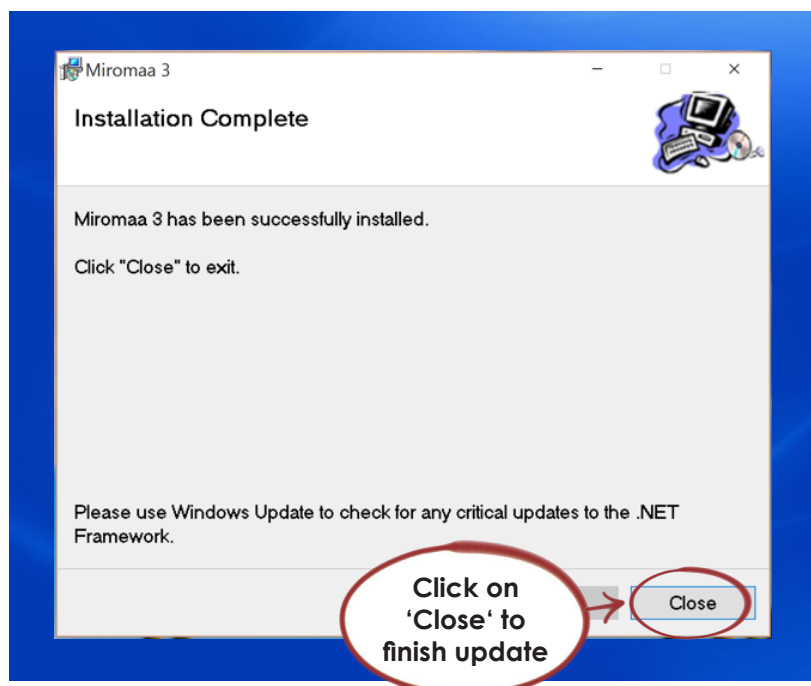 Miromaa 3
Installation Complete
Miromaa 3 has been successfully installed.
Click "Close" to exit.
Please use Windows Update to check for any critical updates to the .NET
Framework.
Click on
‘Close‘ to
finish update
Close